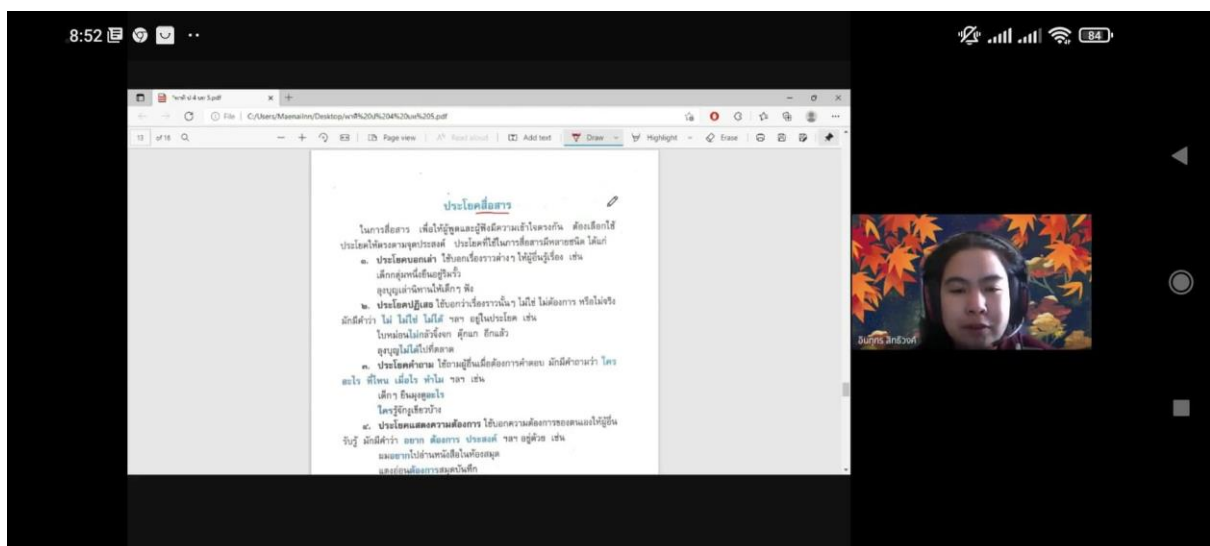 8:52
84
C:/Users/Maenainn/Desktop/
13 of 18
Page view
Read aloud
Add text
Draw
Highlight
Erase
ประโยคสื่อสาร
ในการสื่อสาร เพื่อให้ผู้พูดและผู้ฟังมีความเข้าใจตรงกัน ต้องเลือกใช้
ประโยคให้ตรงตามจุดประสงค์ ประโยคที่ใช้ในการสื่อสารมีหลายชนิด ได้แก่
๑. ประโยคบอกเล่า ใช้บอกเรื่องราวต่างๆ ให้ผู้อื่นรู้เรื่อง เช่น
เด็กกลุ่มหนึ่งยืนอยู่ริมรั้ว
ลุงบุญเล่านิทานให้เด็กๆ ฟัง
๒. ประโยคปฏิเสธ ใช้บอกว่าเรื่องราวนั้นๆ ไม่ใช่ ไม่ต้องการ หรือไม่จริง
มักมีคำว่า ไม่ ไม่ใช่ ไม่ได้ ฯลฯ อยู่ในประโยค เช่น
ใบหม่อนไม่กลัวจิ้งจก ตุ๊กแก อีกแล้ว
ลุงบุญไม่ได้ไปที่ตลาด
๓. ประโยคคำถาม ใช้ถามผู้อื่นเมื่อต้องการคำตอบ มักมีคำถามว่า ใคร
อะไร ที่ไหน เมื่อไร ทำไม ฯลฯ เช่น
เด็กๆ ยืนมุงดูอะไร
ใครรู้จักงูเขียวบ้าง
๔. ประโยคแสดงความต้องการ ใช้บอกความต้องการของตนเองให้ผู้อื่น
รับรู้ มักมีคำว่า อยาก ต้องการ ประสงค์ ฯลฯ อยู่ด้วย เช่น
ผมอยากไปอ่านหนังสือในห้องสมุด
แตงอ่อนต้องการสมุดบันทึก